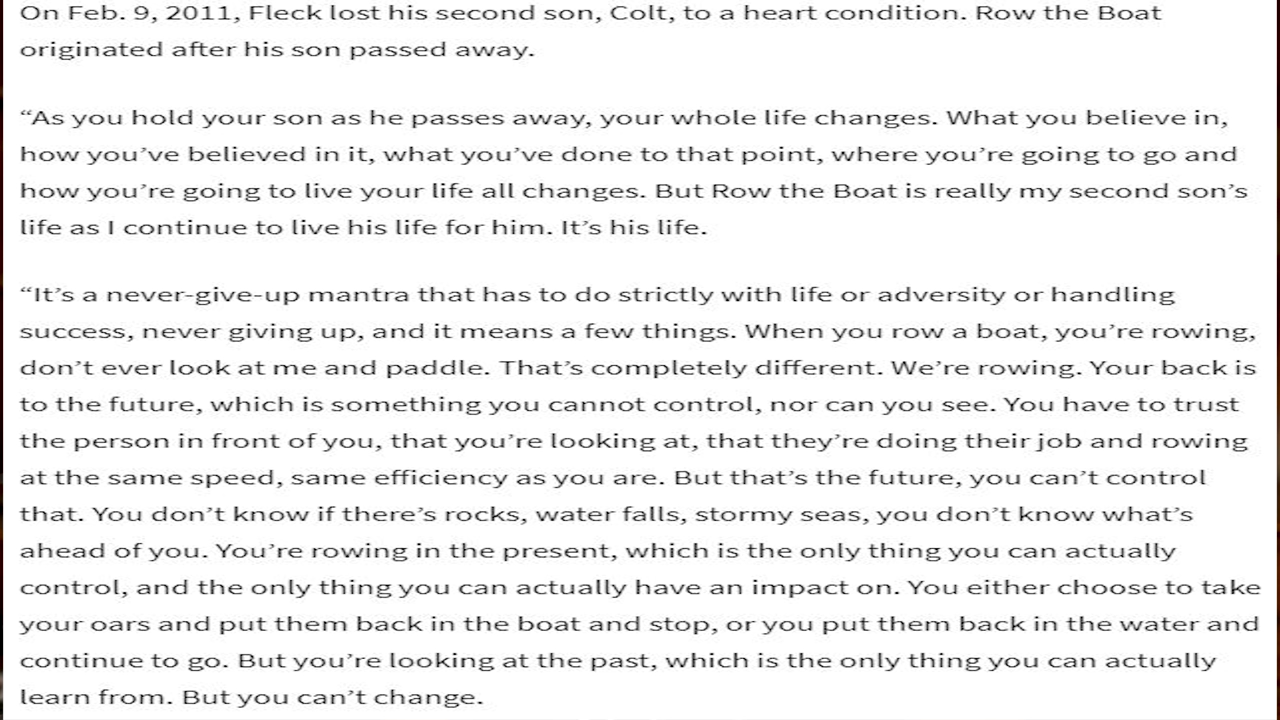 On Feb. 9, 2011, Fleck lost his second son, Colt, to a heart condition. Row the Boat
originated after his son passed away.
“As you hold your son as he passes away, your whole life changes. What you believe in,
how you’ve believed in it, what you’ve done to that point, where you’re going to go and
how you’re going to live your life all changes. But Row the Boat is really my second son’s
life as I continue to live his life for him. It’s his life.
“It’s a never-give-up mantra that has to do strictly with life or adversity or handling
success, never giving up, and it means a few things. When you row a boat, you’re rowing,
don’t ever look at me and paddle. That’s completely different. We’re rowing. Your back is
to the future, which is something you cannot control, nor can you see. You have to trust
the person in front of you, that you’re looking at, that they’re doing their job and rowing
at the same speed, same efficiency as you are. But that’s the future, you can’t control
that. You don’t know if there’s rocks, water falls, stormy seas, you don’t know what’s
ahead of you. You’re rowing in the present, which is the only thing you can actually
control, and the only thing you can actually have an impact on. You either choose to take
your oars and put them back in the boat and stop, or you put them back in the water and
continue to go. But you’re looking at the past, which is the only thing you can actually
learn from. But you can’t change.